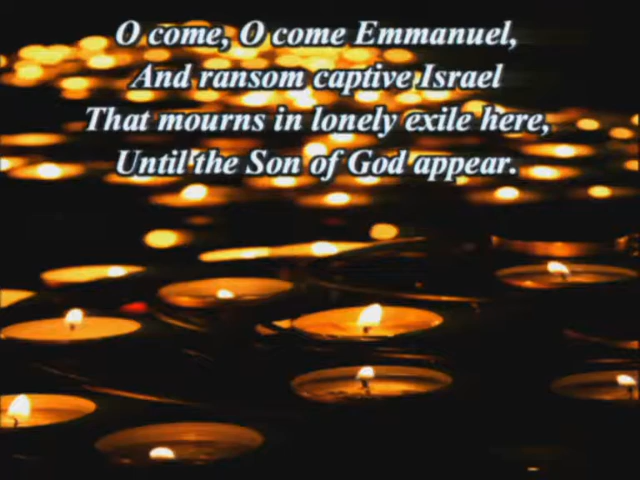 O come, O come Emmanuel,
And ransom captive Israel
That mourns in lonely exile here,
Until the Son of God appear.